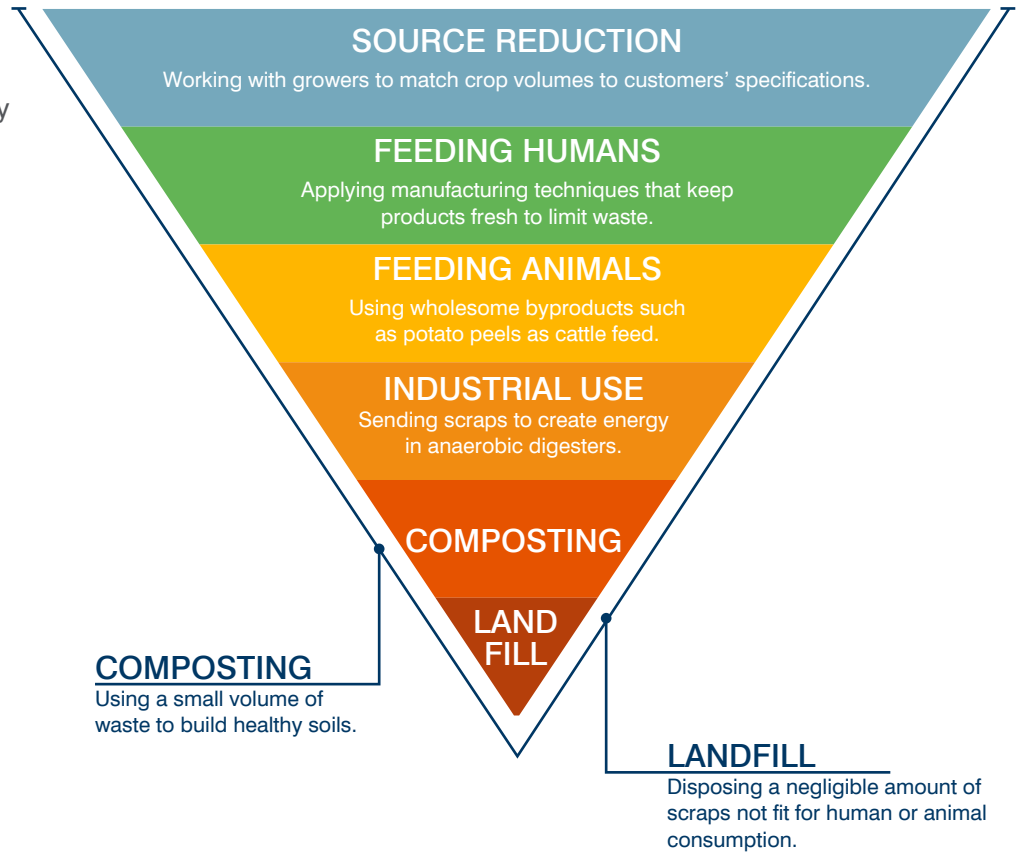 SOURCE REDUCTION
Working with growers to match crop volumes to customers’ specifications.
y
FEEDING HUMANS
Applying manufacturing techniques that keep
products fresh to limit waste.
FEEDING ANIMALS
Using wholesome byproducts such
as potato peels as cattle feed.
INDUSTRIAL USE
Sending scraps to create energy
in anaerobic digesters.
COMPOSTING
LAND
FILL
COMPOSTING
Using a small volume of
waste to build healthy soils.
LANDFILL
Disposing a negligible amount of
scraps not fit for human or animal
consumption.